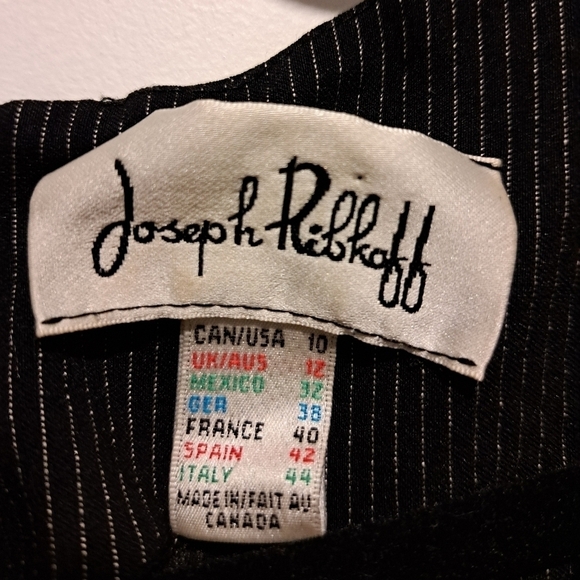 Joseph Ribkoff
CAN/USA 10
UK/AUS 12
MEXICO 32
GER 38
FRANCE 40
SPAIN 42
ITALY 44
MADE IN/FAIT AU
CANADA